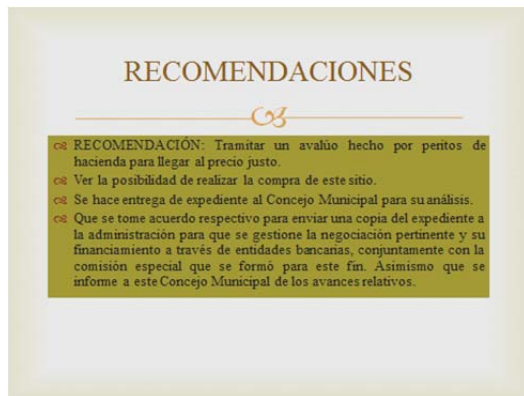 RECOMENDACIONES
RECOMENDACIÓN: Tramitar un avalúo hecho por peritos de
hacienda para llegar al precio justo.
Ver la posibilidad de realizar la compra de este sitio.
Se hace entrega de expediente al Concejo Municipal para su análisis.
Que se tome acuerdo respectivo para enviar una copia del expediente a
la administración para que se gestione la negociación pertinente y su
financiamiento a través de entidades bancarias, conjuntamente con la
comisión especial que se formó para este fin. Asimismo que se
informe a este Concejo Municipal de los avances relativos.